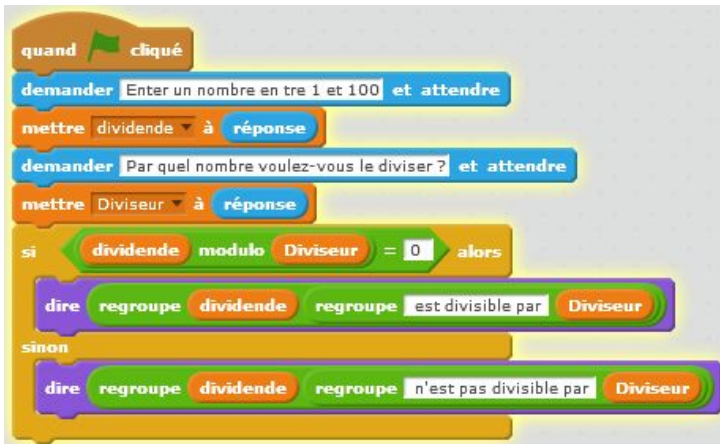 quand cliqué
demander Enter un nombre en tre 1 et 100 et attendre
mettre dividende à réponse
demander Par quel nombre voulez-vous le diviser ? et attendre
mettre Diviseur à réponse
si dividende modulo Diviseur = 0 alors
dire regroupe dividende regroupe est divisible par Diviseur
sinon
dire regroupe dividende regroupe n'est pas divisible par Diviseur